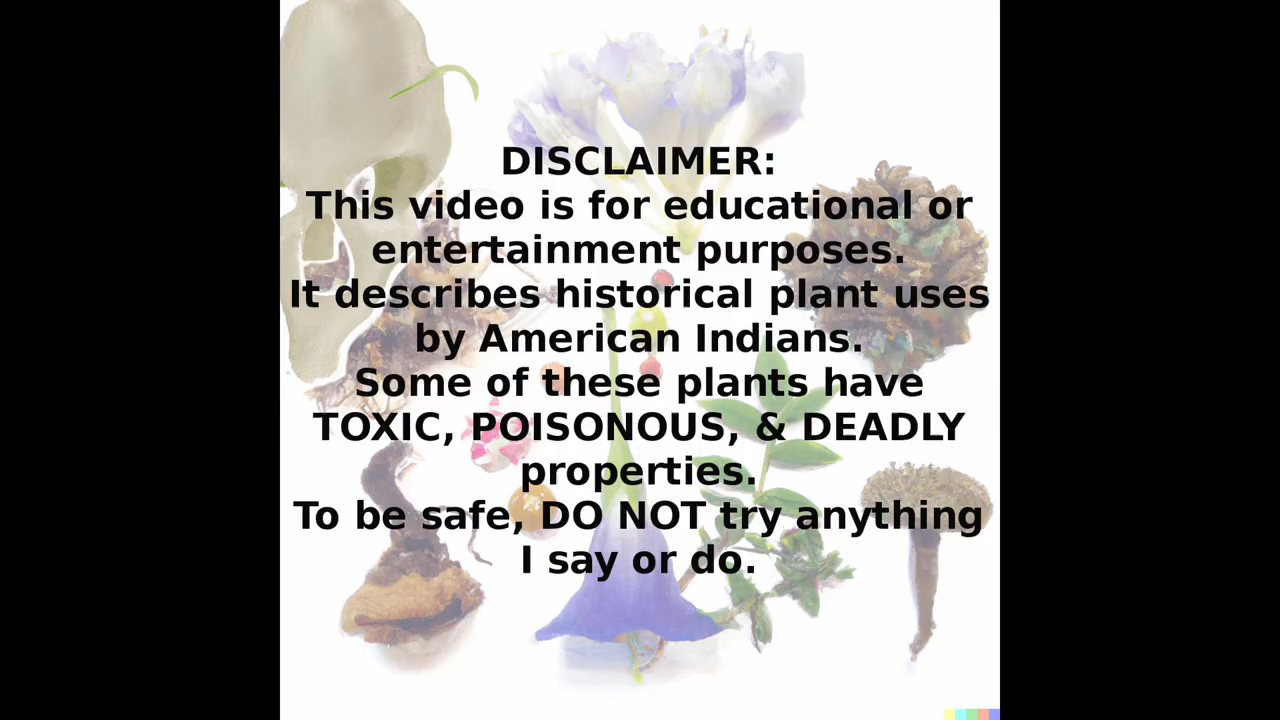 DISCLAIMER:
This video is for educational or
entertainment purposes.
It describes historical plant uses
by American Indians.
Some of these plants have
TOXIC, POISONOUS, & DEADLY
properties.
To be safe, DO NOT try anything
I say or do.